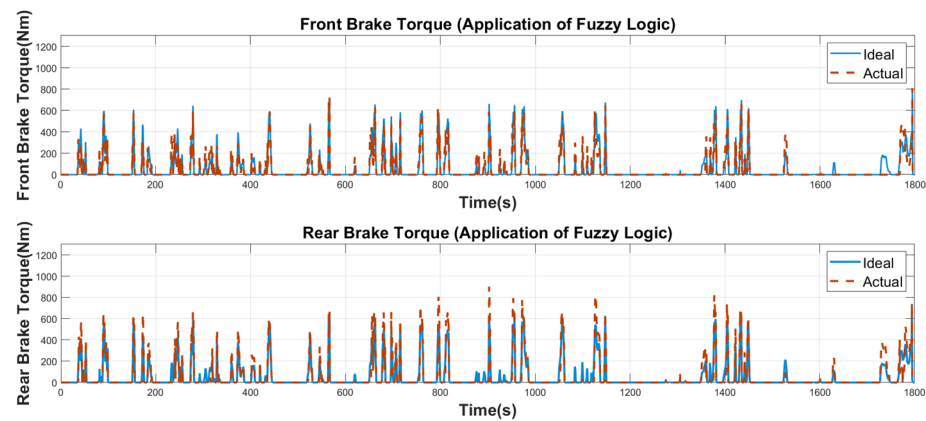 Front Brake Torque (Application of Fuzzy Logic)
Front Brake Torque(Nm)
1200
1000
800
600
400
200
0
Ideal
Actual
0 200 400 600 800 1000 1200 1400 1600 1800
Time(s)
Rear Brake Torque (Application of Fuzzy Logic)
Rear Brake Torque(Nm)
1200
1000
800
600
400
200
0
Ideal
Actual
0 200 400 600 800 1000 1200 1400 1600 1800
Time(s)